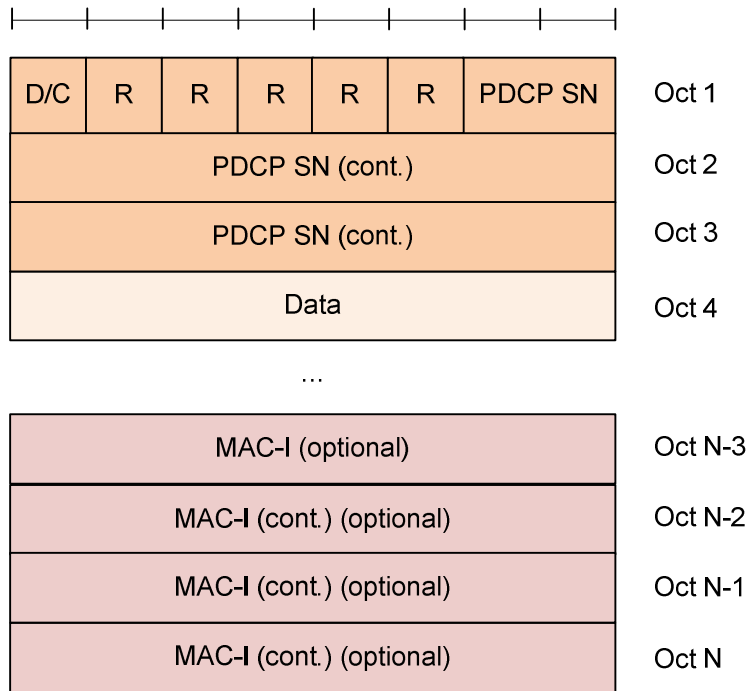 D/C R R R R R PDCP SN Oct 1
PDCP SN (cont.) Oct 2
PDCP SN (cont.) Oct 3
Data Oct 4
...
MAC-I (optional) Oct N-3
MAC-I (cont.) (optional) Oct N-2
MAC-I (cont.) (optional) Oct N-1
MAC-I (cont.) (optional) Oct N